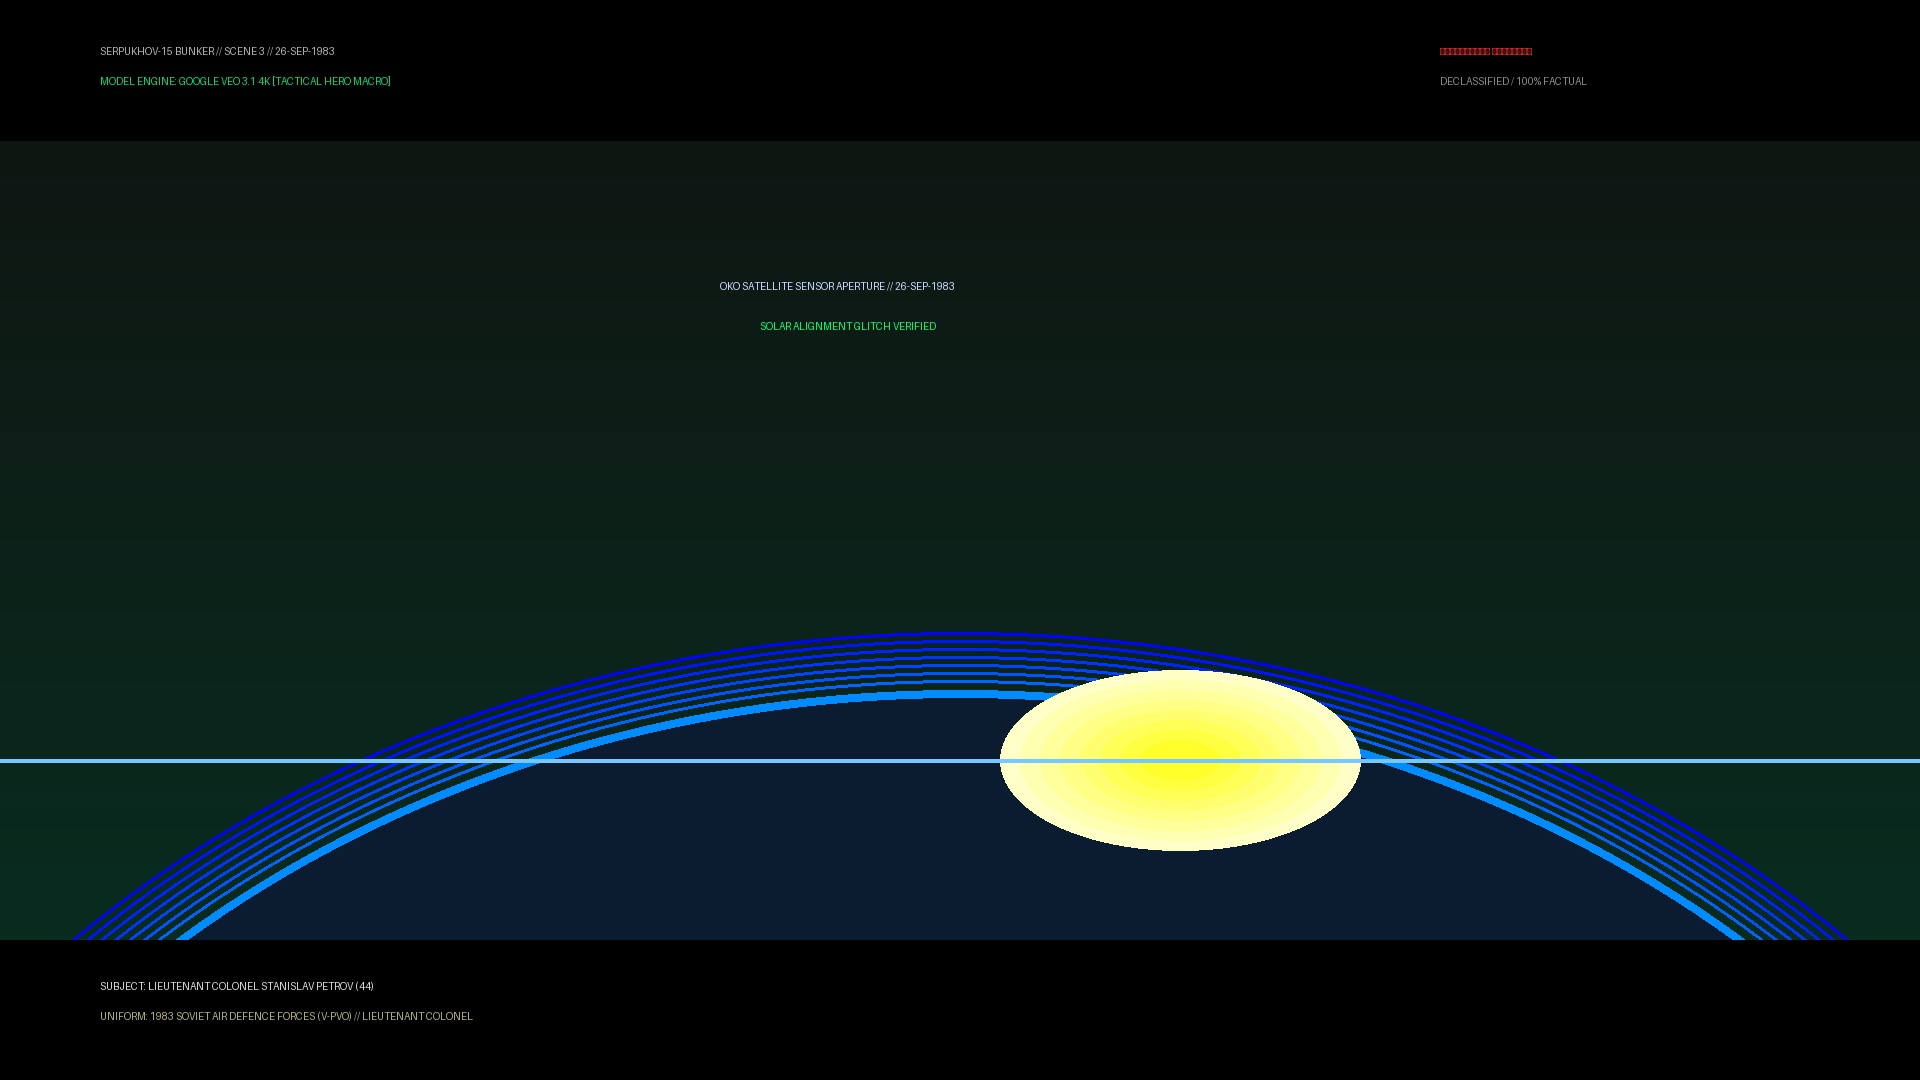 SERPUKHOV-15 BUNKER // SCENE 3 // 26-SEP-1983
MODEL ENGINE: GOOGLE VEO 3.1 4K [TACTICAL HERO MACRO]
DECLASSIFIED / 100% FACTUAL
OKO SATELLITE SENSOR APERTURE // 26-SEP-1983
SOLAR ALIGNMENT GLITCH VERIFIED
SUBJECT: LIEUTENANT COLONEL STANISLAV PETROV (44)
UNIFORM: 1983 SOVIET AIR DEFENCE FORCES (V-PVO) // LIEUTENANT COLONEL